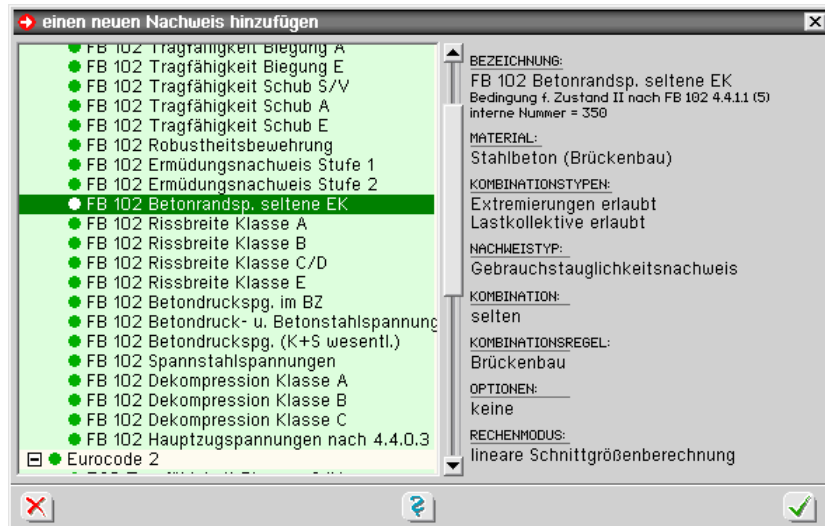 einen neuen Nachweis hinzufügen
FB 102 Tragfähigkeit Biegung A
FB 102 Tragfähigkeit Biegung E
FB 102 Tragfähigkeit Schub S/V
FB 102 Tragfähigkeit Schub A
FB 102 Tragfähigkeit Schub E
FB 102 Robustheitsbewehrung
FB 102 Ermüdungsnachweis Stufe 1
FB 102 Ermüdungsnachweis Stufe 2
FB 102 Betonrandsp. seltene EK
FB 102 Rissbreite Klasse A
FB 102 Rissbreite Klasse B
FB 102 Rissbreite Klasse C/D
FB 102 Rissbreite Klasse E
FB 102 Betondruckspg. im BZ
FB 102 Betondruck- u. Betonstahlspannung
FB 102 Betondruckspg. (K+S wesentl.)
FB 102 Spannstahlspannungen
FB 102 Dekompression Klasse A
FB 102 Dekompression Klasse B
FB 102 Dekompression Klasse C
FB 102 Hauptzugspannungen nach 4.4.0.3
Eurocode 2
BEZEICHNUNG:
FB 102 Betonrandsp. seltene EK
Bedingung f. Zustand II nach FB 102 4.4.1.1 (5)
interne Nummer = 350
MATERIAL:
Stahlbeton (Brückenbau)
KOMBINATIONSTYPEN:
Extremierungen erlaubt
Lastkollektive erlaubt
NACHWEISTYP:
Gebrauchstauglichkeitsnachweis
KOMBINATION:
selten
KOMBINATIONSREGEL:
Brückenbau
OPTIONEN:
keine
RECHENMODUS:
lineare Schnittgrößenberechnung